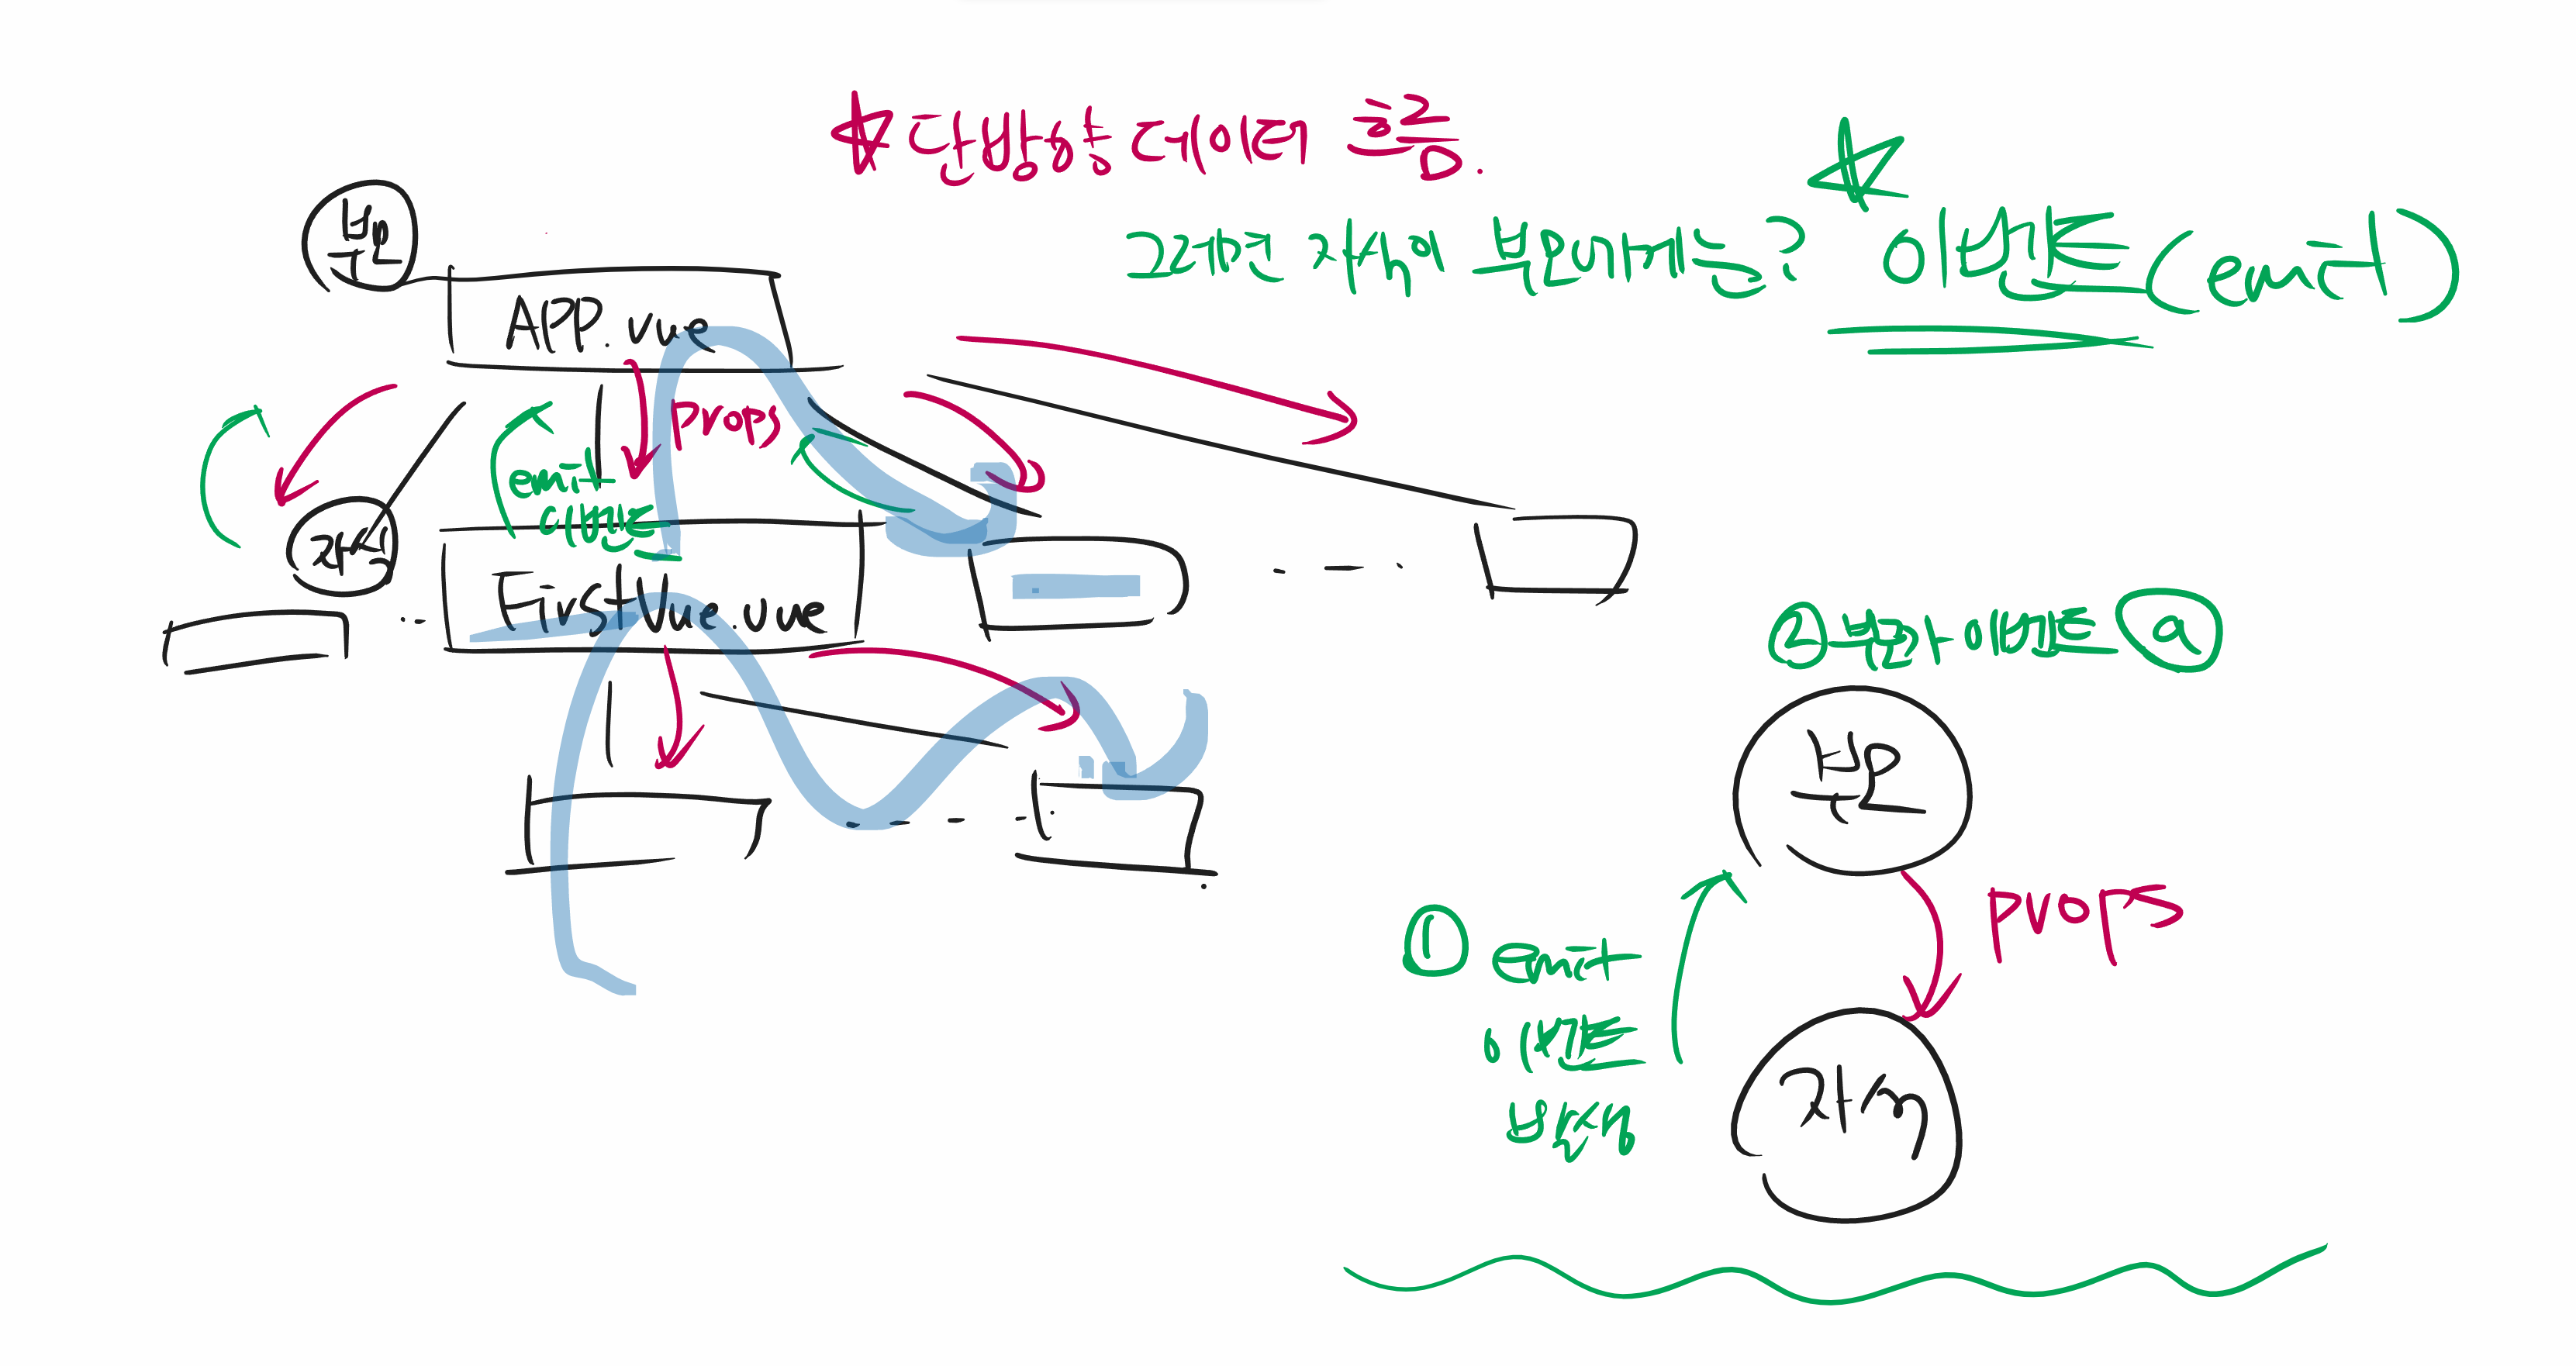 ☆ 단방향 데이터 흐름.
그러면 자식이 부모에게는? ☆ 이벤트(emit)
부모
APP.vue
props
emit
이벤트
자식
FirstVue.vue
② 부모가 이벤트 ⓐ
부모
props
① emit
이벤트
발생
자식